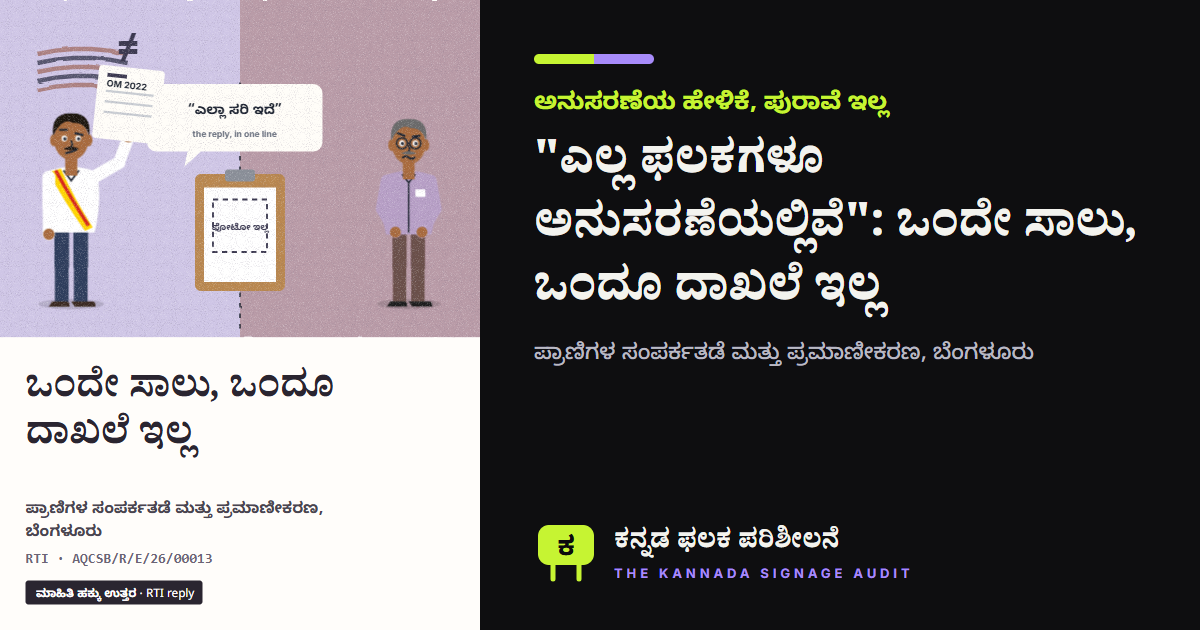 ≠
OM 2022
“ಎಲ್ಲಾ ಸರಿ ಇದೆ”
the reply, in one line
ಫೋಟೋ ಇಲ್ಲ
ಒಂದೇ ಸಾಲು, ಒಂದೂ
ದಾಖಲೆ ಇಲ್ಲ
ಪ್ರಾಣಿಗಳ ಸಂಪರ್ಕತಡೆ ಮತ್ತು ಪ್ರಮಾಣೀಕರಣ,
ಬೆಂಗಳೂರು
RTI · AQCSB/R/E/26/00013
ಮಾಹಿತಿ ಹಕ್ಕು ಉತ್ತರ · RTI reply
ಅನುಸರಣೆಯ ಹೇಳಿಕೆ, ಪುರಾವೆ ಇಲ್ಲ
"ಎಲ್ಲ ಫಲಕಗಳೂ
ಅನುಸರಣೆಯಲ್ಲಿವೆ": ಒಂದೇ ಸಾಲು,
ಒಂದೂ ದಾಖಲೆ ಇಲ್ಲ
ಪ್ರಾಣಿಗಳ ಸಂಪರ್ಕತಡೆ ಮತ್ತು ಪ್ರಮಾಣೀಕರಣ, ಬೆಂಗಳೂರು
ಕ
ಕನ್ನಡ ಫಲಕ ಪರಿಶೀಲನೆ
THE KANNADA SIGNAGE AUDIT